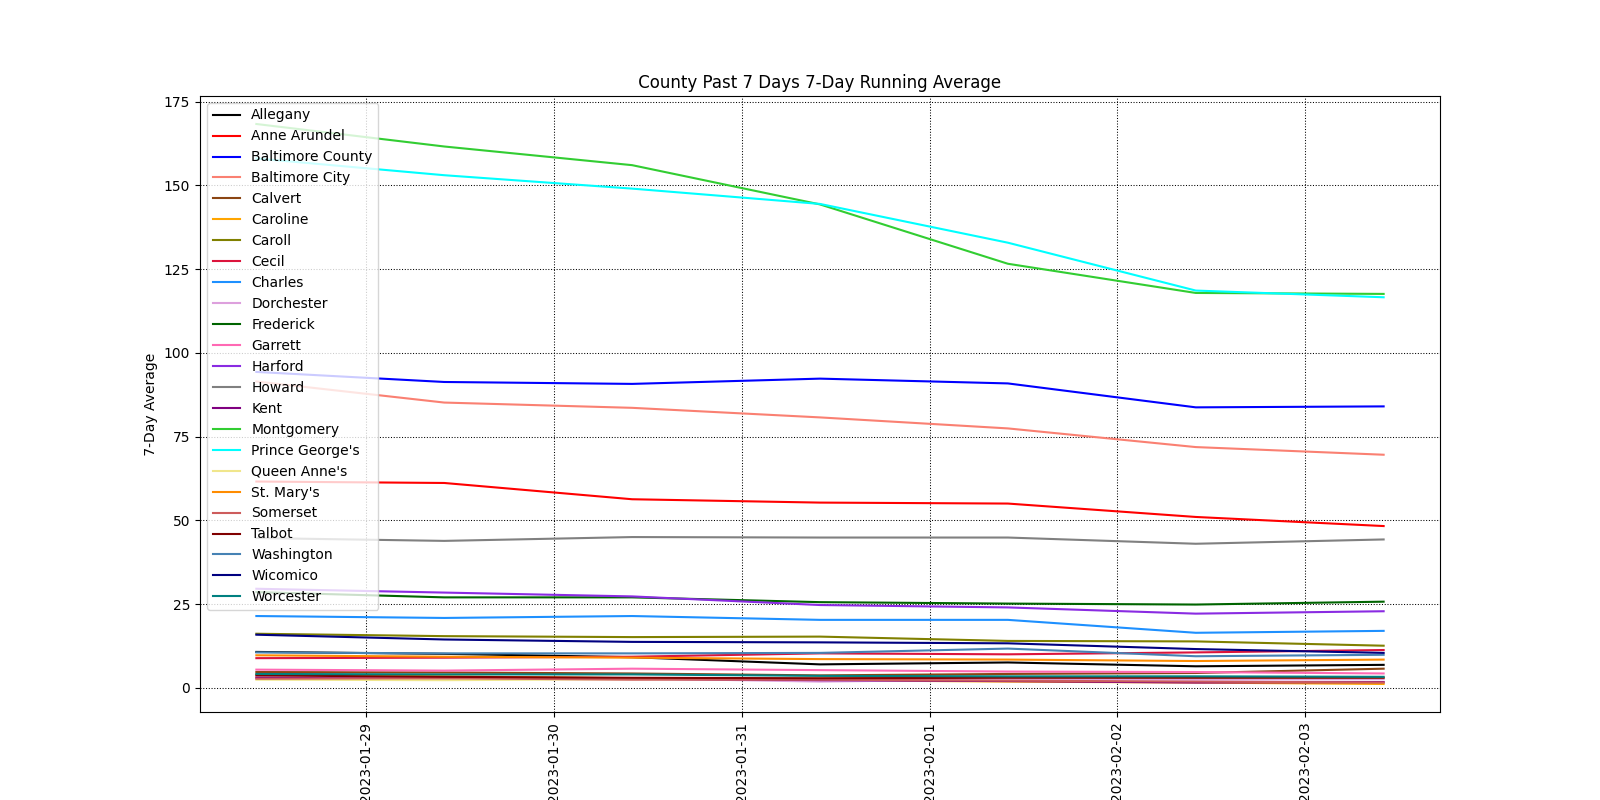 County Past 7 Days 7-Day Running Average
7-Day Average
175
150
125
100
75
50
25
0
Allegany
Anne Arundel
Baltimore County
Baltimore City
Calvert
Caroline
Caroll
Cecil
Charles
Dorchester
Frederick
Garrett
Harford
Howard
Kent
Montgomery
Prince George's
Queen Anne's
St. Mary's
Somerset
Talbot
Washington
Wicomico
Worcester
2023-01-29
2023-01-30
2023-01-31
2023-02-01
2023-02-02
2023-02-03